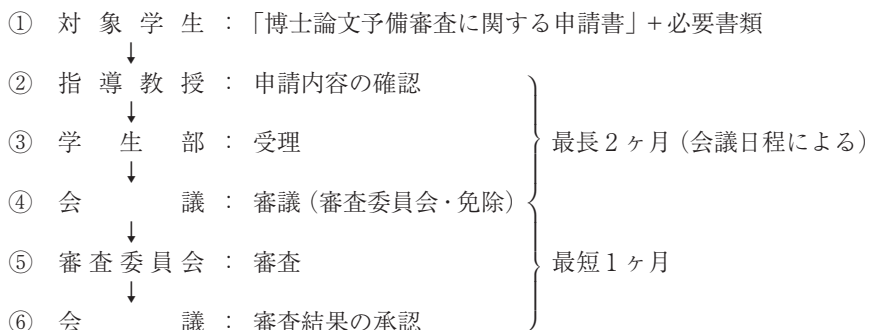 ① 対象学生：「博士論文予備審査に関する申請書」＋必要書類
↓
② 指導教授：申請内容の確認
↓
③ 学生部：受理
最長２ヶ月（会議日程による）
↓
④ 会議：審議（審査委員会・免除）
↓
⑤ 審査委員会：審査
最短１ヶ月
↓
⑥ 会議：審査結果の承認